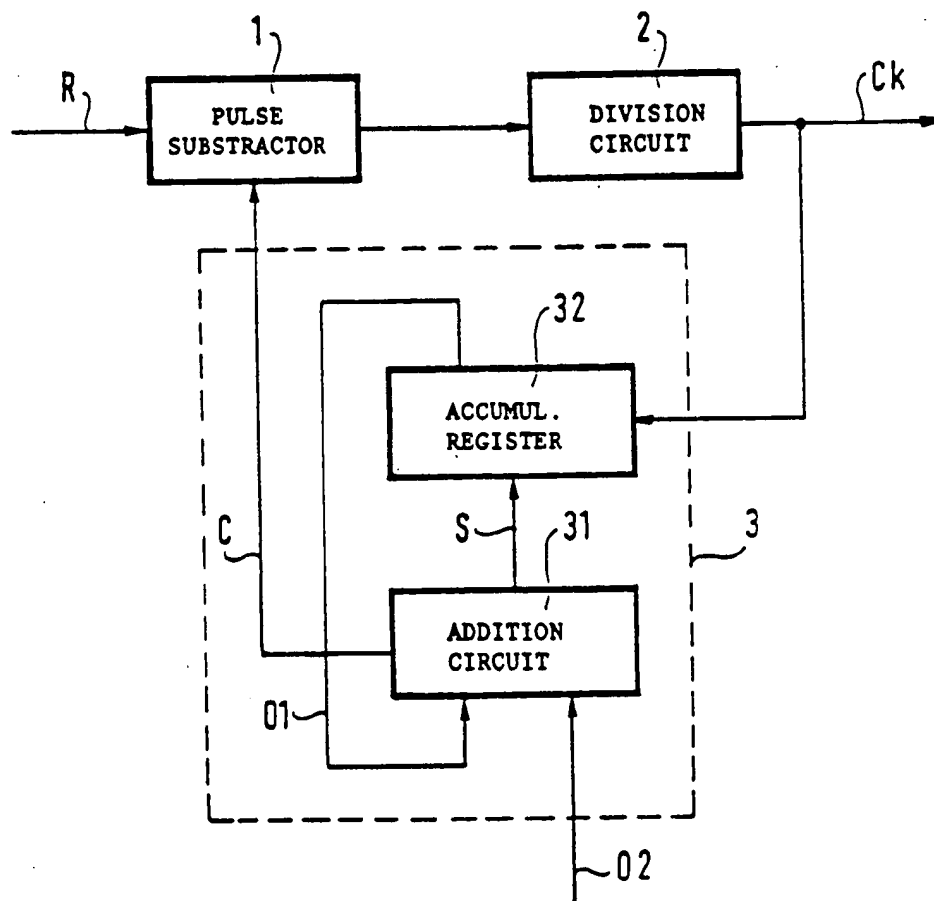 1
2
R
PULSE
SUBSTRACTOR
DIVISION
CIRCUIT
Ck
32
ACCUMUL.
REGISTER
C
S
31
3
ADDITION
CIRCUIT
01
02